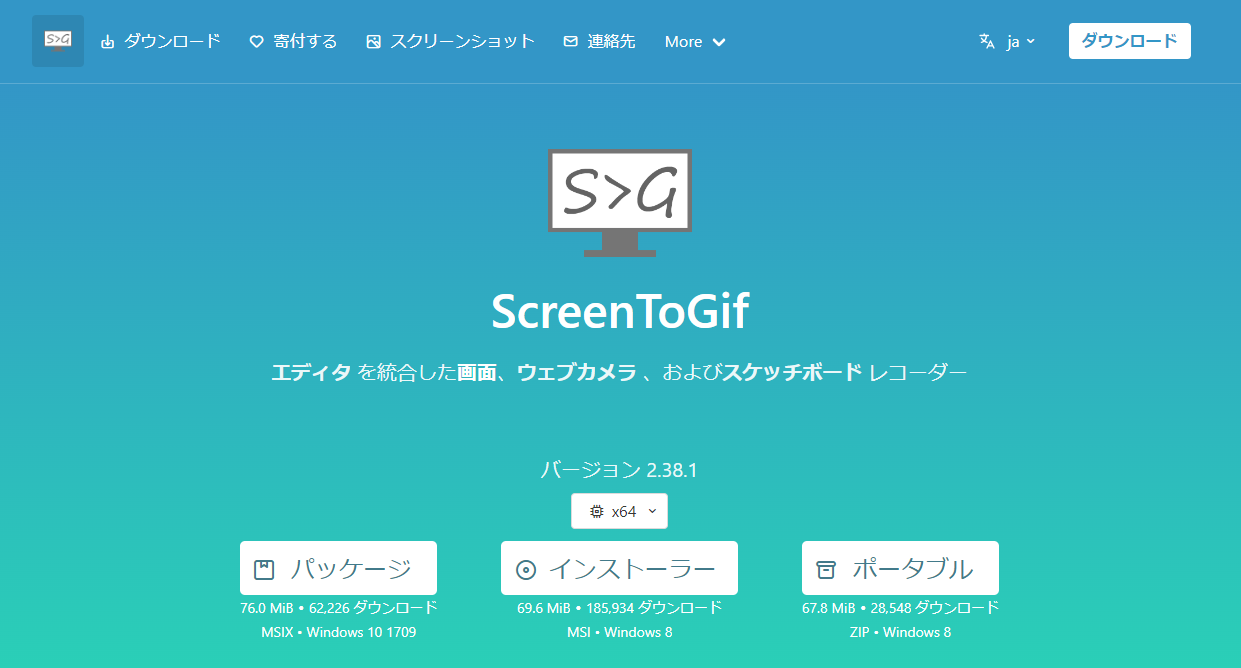 S>G ダウンロード 寄付する スクリーンショット 連絡先 More ja ダウンロード
S>G
ScreenToGif
エディタ を統合した画面、ウェブカメラ 、およびスケッチボード レコーダー
バージョン 2.38.1
x64
パッケージ インストーラー ポータブル
76.0 MiB • 62,226 ダウンロード 69.6 MiB • 185,934 ダウンロード 67.8 MiB • 28,548 ダウンロード
MSIX • Windows 10 1709 MSI • Windows 8 ZIP • Windows 8